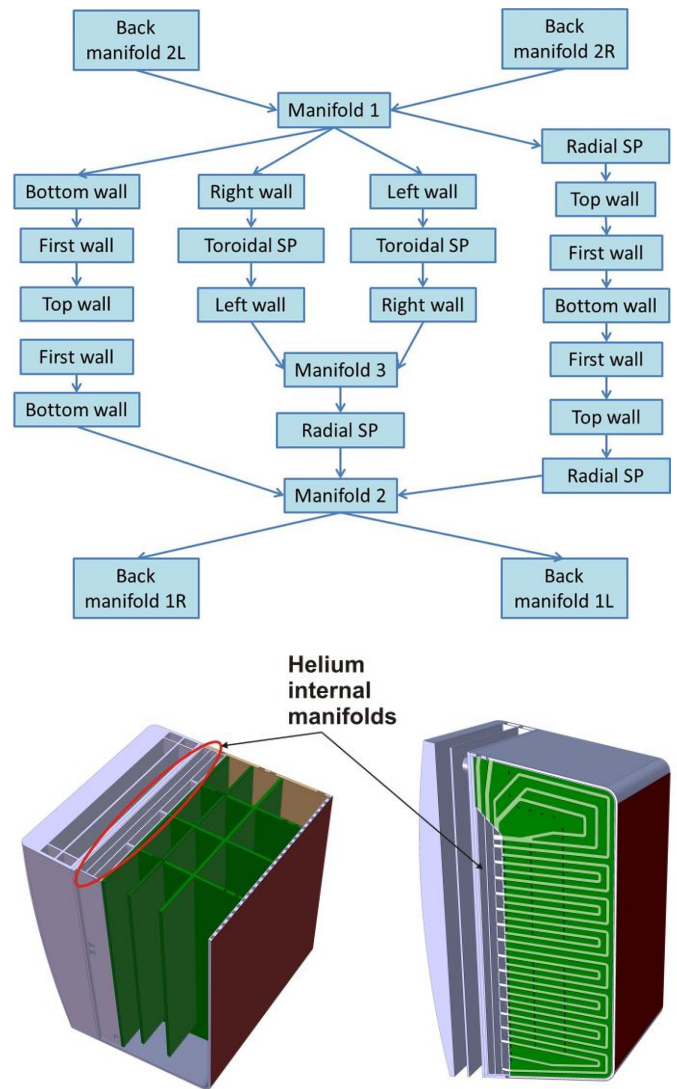 Back
manifold 2L
Back
manifold 2R
Manifold 1
Radial SP
Bottom wall
Right wall
Left wall
Top wall
First wall
Toroidal SP
Toroidal SP
First wall
Top wall
Left wall
Right wall
Bottom wall
First wall
Manifold 3
First wall
Bottom wall
Radial SP
Top wall
Manifold 2
Radial SP
Back
manifold 1R
Back
manifold 1L
Helium
internal
manifolds